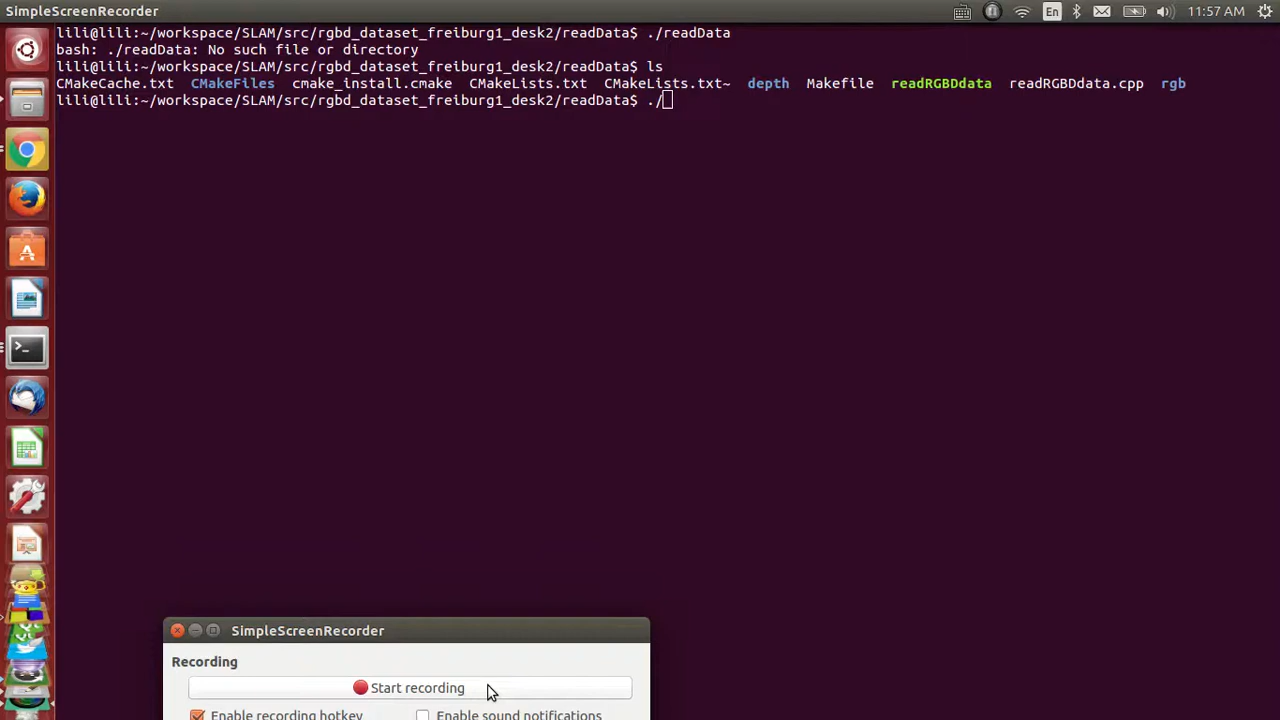 SimpleScreenRecorder
En
11:57 AM
lili@lili:~/workspace/SLAM/src/rgbd_dataset_freiburg1_desk2/readData$ ./readData
bash: ./readData: No such file or directory
lili@lili:~/workspace/SLAM/src/rgbd_dataset_freiburg1_desk2/readData$ ls
CMakeCache.txt  CMakeFiles  cmake_install.cmake  CMakeLists.txt  CMakeLists.txt~  depth  Makefile  readRGBDdata  readRGBDdata.cpp  rgb
lili@lili:~/workspace/SLAM/src/rgbd_dataset_freiburg1_desk2/readData$ ./
SimpleScreenRecorder
Recording
Start recording
Enable recording hotkey
Enable sound notifications